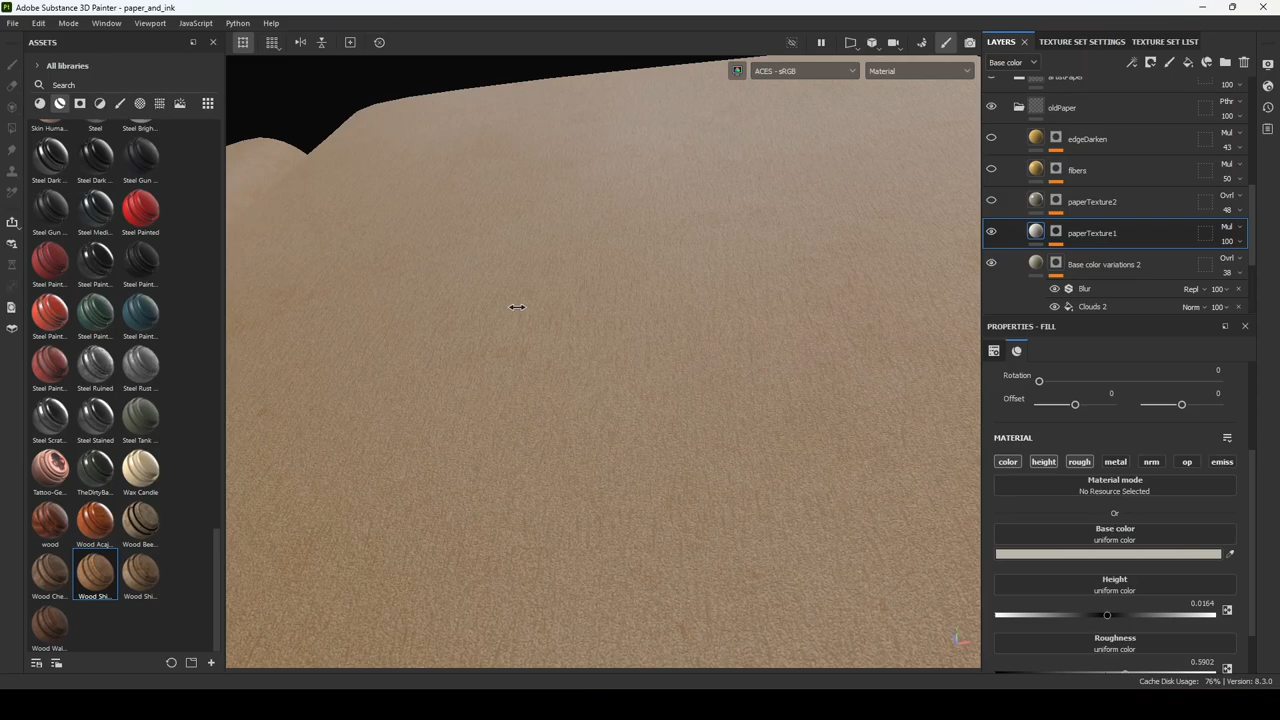 Adobe Substance 3D Painter - paper_and_ink
File Edit Mode Window Viewport JavaScript Python Help
ASSETS
All libraries
Search
Skin Huma... Steel Steel Brigh...
Steel Dark ... Steel Dark ... Steel Gun ...
Steel Gun ... Steel Medi... Steel Painted
Steel Paint... Steel Paint... Steel Paint...
Steel Paint... Steel Paint... Steel Paint...
Steel Paint... Steel Ruined Steel Rust ...
Steel Scrat... Steel Stained Steel Tank ...
Tattoo-Ge... TheDirtyBa... Wax Candle
wood Wood Acaj... Wood Bee...
Wood Che... Wood Shi... Wood Shi...
Wood Wal...
ACES - sRGB
Material
LAYERS TEXTURE SET SETTINGS TEXTURE SET LIST
Base color
100
oldPaper Pthr 100
edgeDarken Mul 43
fibers Mul 50
paperTexture2 Ovrl 48
paperTexture1 Mul 100
Base color variations 2 Ovrl 38
Blur Repl 100
Clouds 2 Norm 100
PROPERTIES - FILL
Rotation 0
Offset 0 0
MATERIAL
color height rough metal nrm op emiss
Material mode
No Resource Selected
Or
Base color
uniform color
Height
uniform color
0.0164
Roughness
uniform color
0.5902
Cache Disk Usage: 76% | Version: 8.3.0